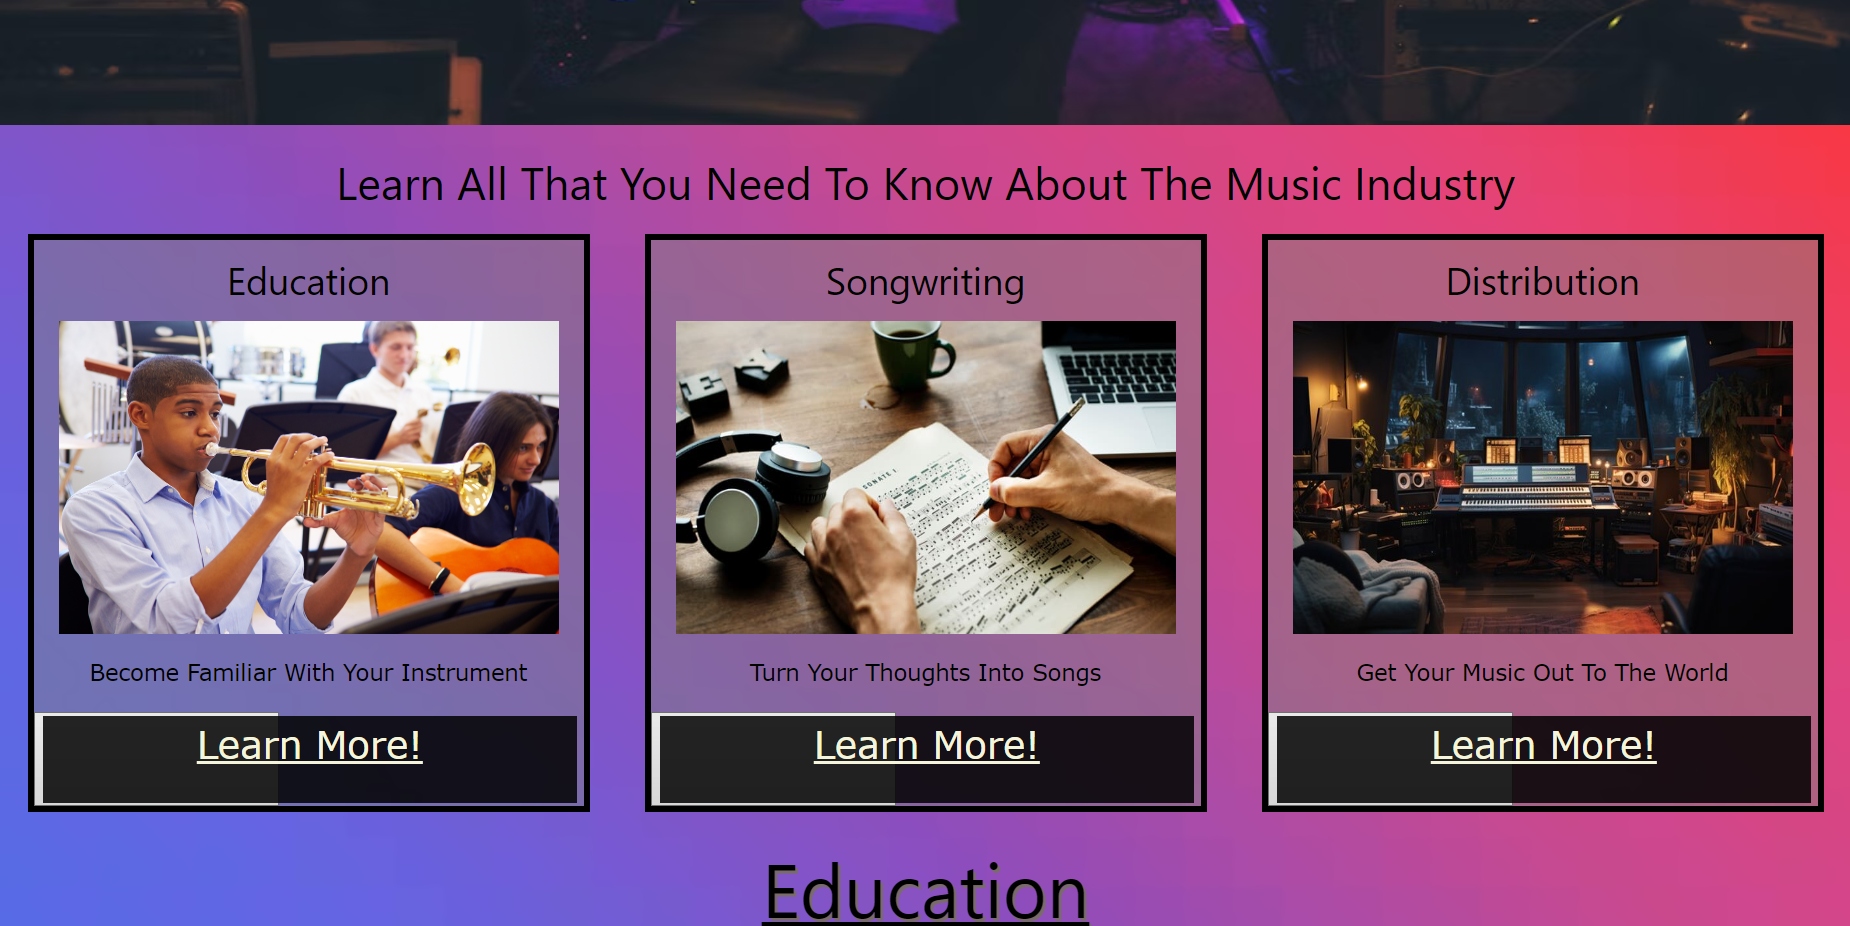 Learn All That You Need To Know About The Music Industry
Education
Songwriting
Distribution
SONATE I.
Become Familiar With Your Instrument
Turn Your Thoughts Into Songs
Get Your Music Out To The World
Learn More!
Learn More!
Learn More!
Education